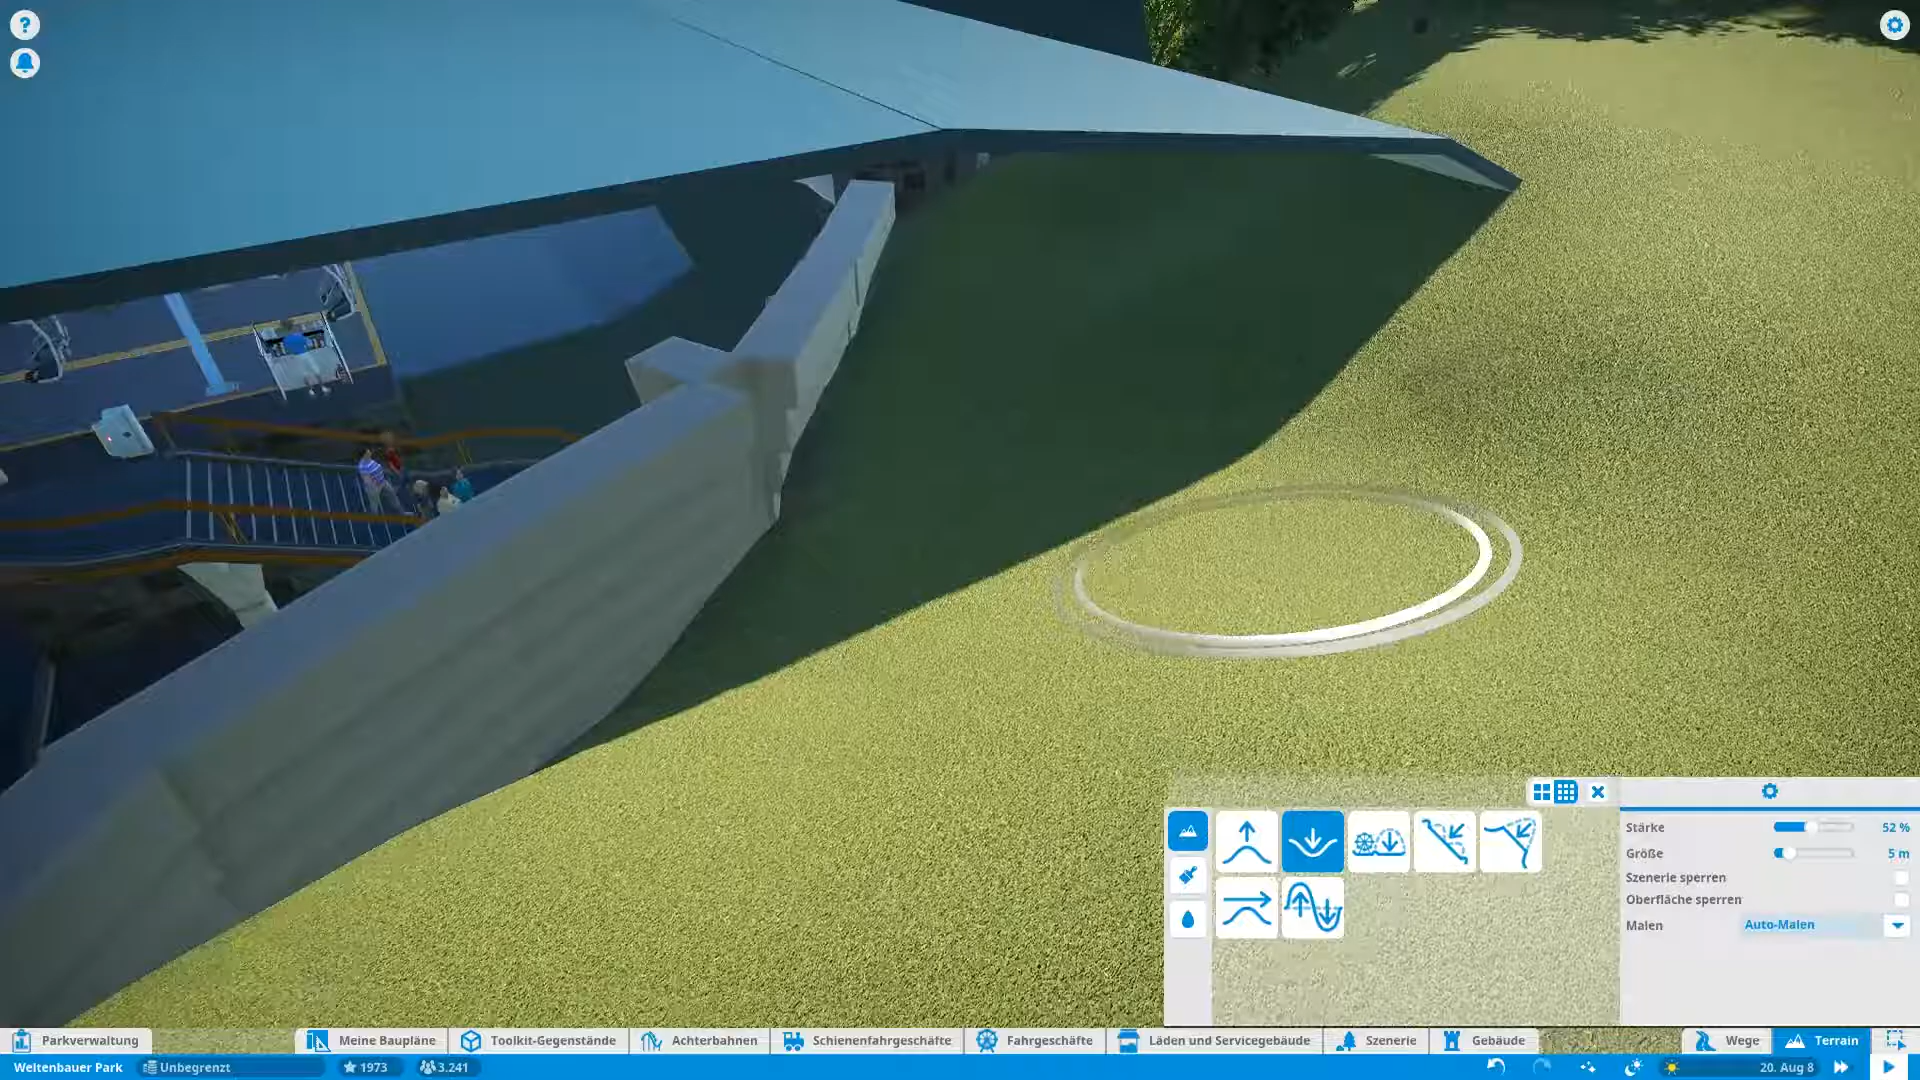 ?
Stärke 52 %
Größe 5 m
Szenerie sperren
Oberfläche sperren
Malen Auto-Malen
Parkverwaltung Meine Baupläne Toolkit-Gegenstände Achterbahnen Schienenfahrgeschäfte Fahrgeschäfte Läden und Servicegebäude Szenerie Gebäude Wege Terrain
Weltenbauer Park Unbegrenzt 1973 3.241 20. Aug 8